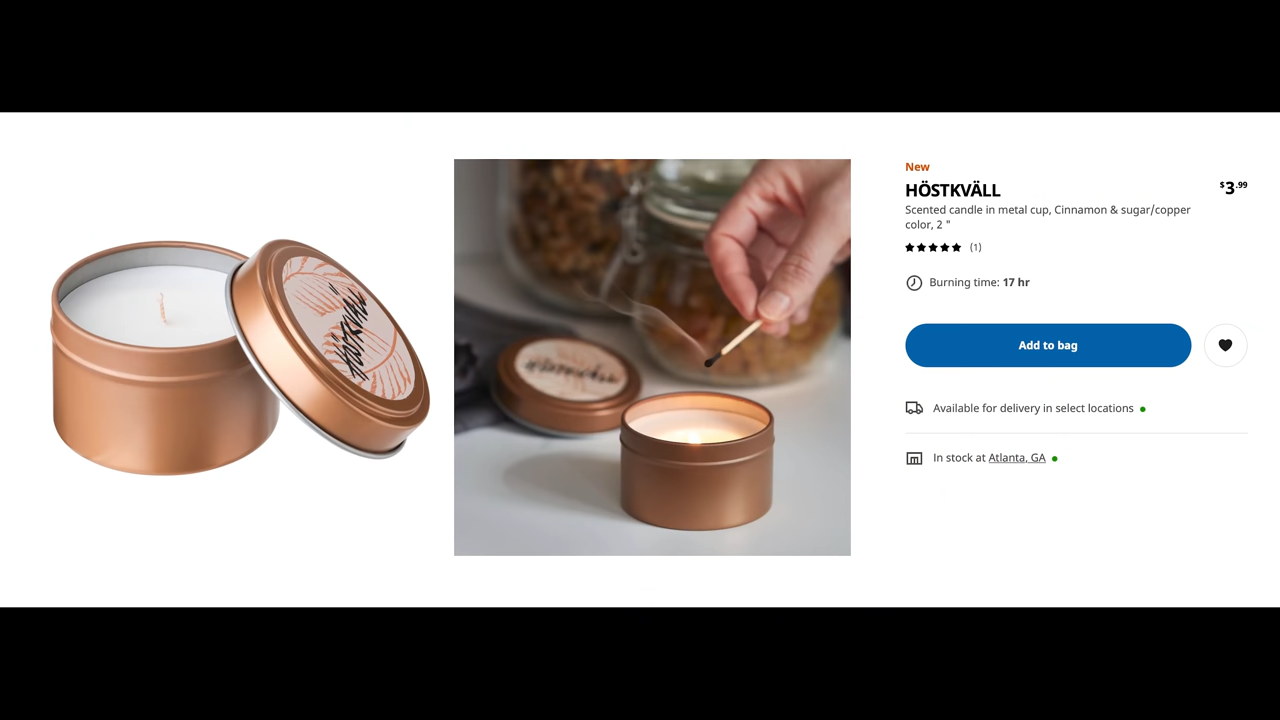 HÖSTKVÄLL
New
HÖSTKVÄLL
$3.99
Scented candle in metal cup, Cinnamon & sugar/copper
color, 2 "
(1)
Burning time: 17 hr
Add to bag
Available for delivery in select locations
In stock at Atlanta, GA